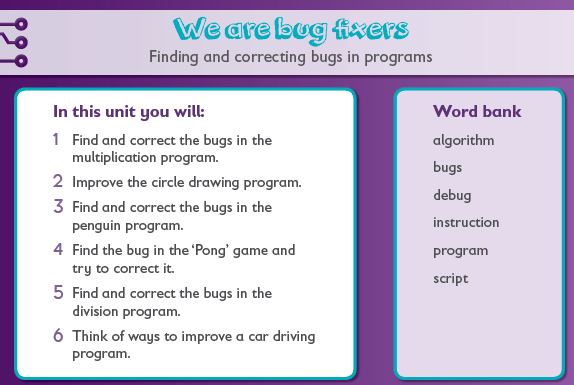 We are bug fixers
Finding and correcting bugs in programs
In this unit you will:
1 Find and correct the bugs in the
multiplication program.
2 Improve the circle drawing program.
3 Find and correct the bugs in the
penguin program.
4 Find the bug in the ‘Pong’ game and
try to correct it.
5 Find and correct the bugs in the
division program.
6 Think of ways to improve a car driving
program.
Word bank
algorithm
bugs
debug
instruction
program
script